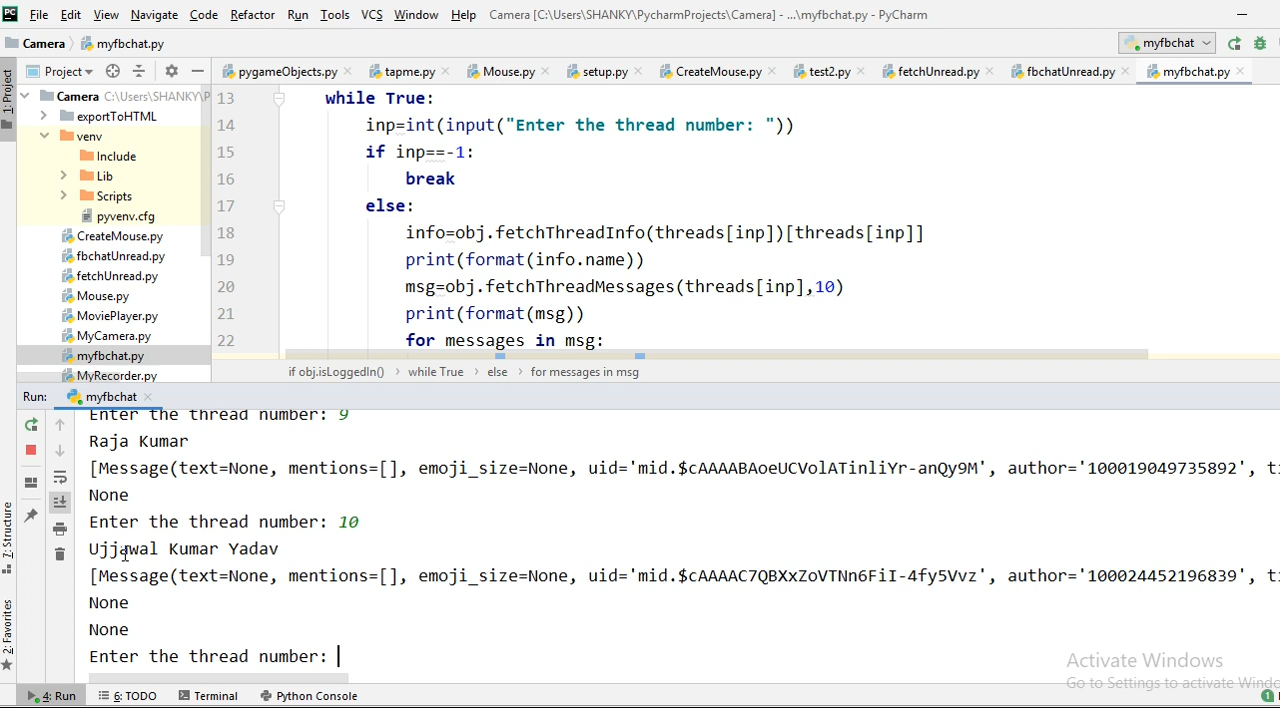 File Edit View Navigate Code Refactor Run Tools VCS Window Help Camera [C:\Users\SHANKY\PycharmProjects\Camera] - ...\myfbchat.py - PyCharm
Camera myfbchat.py myfbchat
1: Project
Project pygameObjects.py tapme.py Mouse.py setup.py CreateMouse.py test2.py fetchUnread.py fbchatUnread.py myfbchat.py
Camera C:\Users\SHANKY\P
exportToHTML
venv
Include
Lib
Scripts
pyvenv.cfg
CreateMouse.py
fbchatUnread.py
fetchUnread.py
Mouse.py
MoviePlayer.py
MyCamera.py
myfbchat.py
MyRecorder.py
13 while True:
14 inp=int(input("Enter the thread number: "))
15 if inp==-1:
16 break
17 else:
18 info=obj.fetchThreadInfo(threads[inp])[threads[inp]]
19 print(format(info.name))
20 msg=obj.fetchThreadMessages(threads[inp],10)
21 print(format(msg))
22 for messages in msg:
if obj.isLoggedIn() › while True › else › for messages in msg
Run: myfbchat
Enter the thread number: 9
Raja Kumar
[Message(text=None, mentions=[], emoji_size=None, uid='mid.$cAAAABAoeUCVolATinliYr-anQy9M', author='100019049735892', ti
None
Enter the thread number: 10
Ujjawal Kumar Yadav
[Message(text=None, mentions=[], emoji_size=None, uid='mid.$cAAAAC7QBXxZoVTNn6FiI-4fy5Vvz', author='100024452196839', ti
None
None
Enter the thread number:
7: Structure
2: Favorites
Activate Windows
Go to Settings to activate Windo
4: Run 6: TODO Terminal Python Console 1